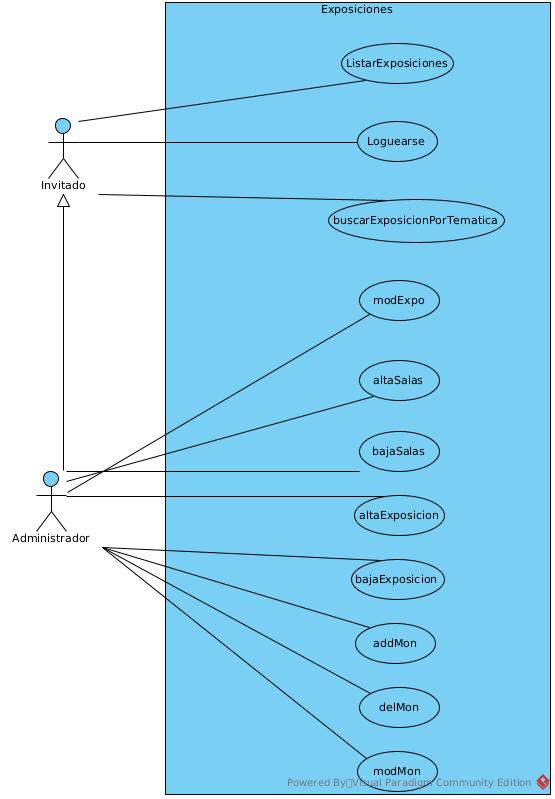 Exposiciones
ListarExposiciones
Loguearse
Invitado
buscarExposicionPorTematica
modExpo
altaSalas
bajaSalas
altaExposicion
Administrador
bajaExposicion
addMon
delMon
modMon
Powered By Visual Paradigm Community Edition